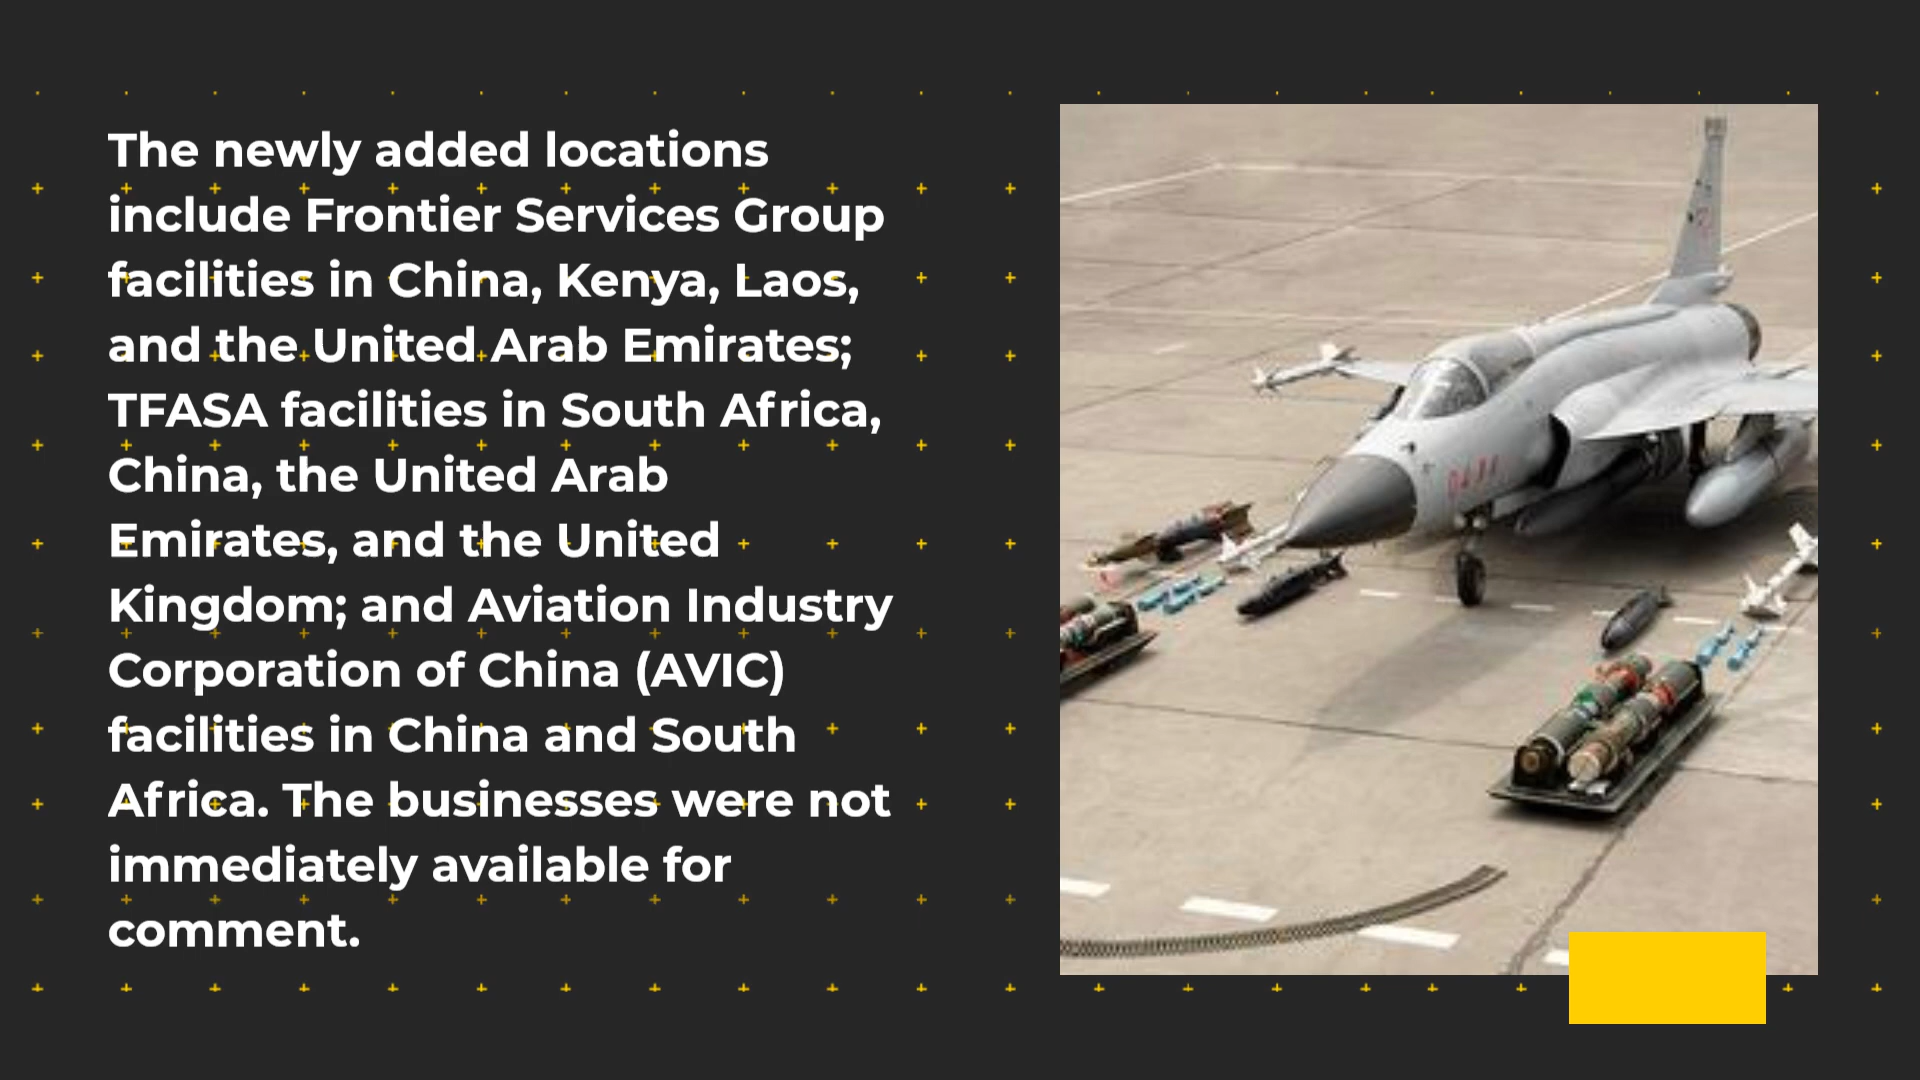 The newly added locations
include Frontier Services Group
facilities in China, Kenya, Laos,
and the United Arab Emirates;
TFASA facilities in South Africa,
China, the United Arab
Emirates, and the United
Kingdom; and Aviation Industry
Corporation of China (AVIC)
facilities in China and South
Africa. The businesses were not
immediately available for
comment.